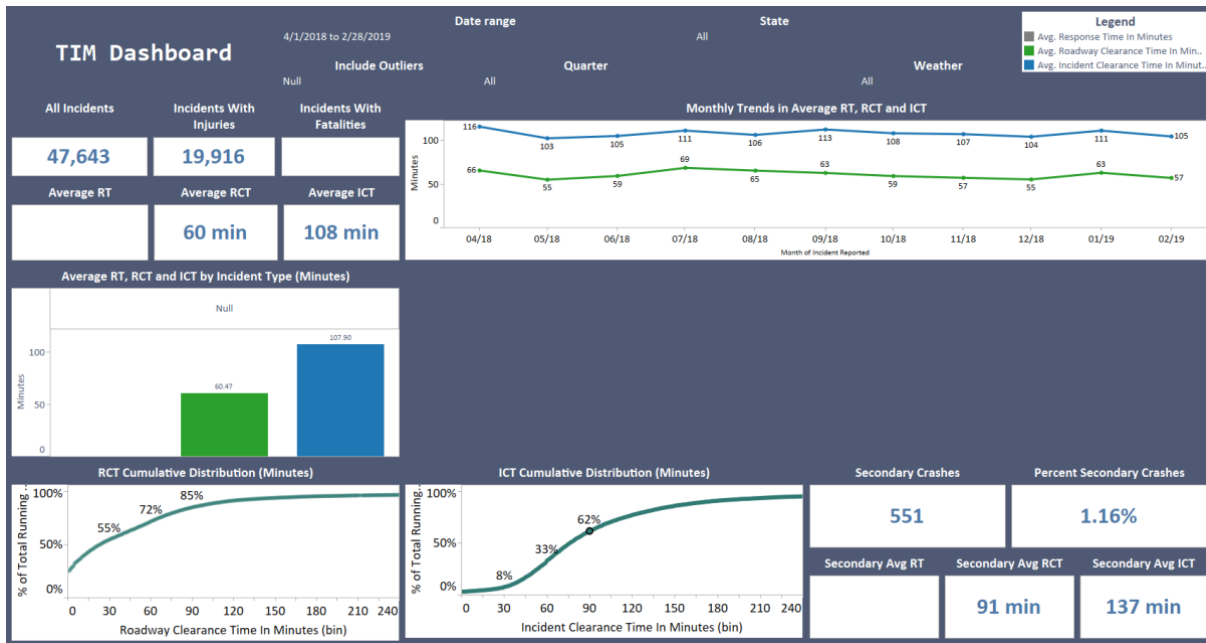 TIM Dashboard
Date range
4/1/2018 to 2/28/2019
State
All
Include Outliers
Null
Quarter
All
Weather
All
Legend
Avg. Response Time In Minutes
Avg. Roadway Clearance Time In Min..
Avg. Incident Clearance Time In Minut..
All Incidents
47,643
Incidents With
Injuries
19,916
Incidents With
Fatalities
Average RT
Average RCT
60 min
Average ICT
108 min
Monthly Trends in Average RT, RCT and ICT
Minutes
100
50
0
116
103
105
111
106
113
108
107
104
111
105
66
55
59
69
65
63
59
57
55
63
57
04/18
05/18
06/18
07/18
08/18
09/18
10/18
11/18
12/18
01/19
02/19
Month of Incident Reported
Average RT, RCT and ICT by Incident Type (Minutes)
Null
Minutes
100
50
0
60.47
107.90
RCT Cumulative Distribution (Minutes)
% of Total Running ..
100%
50%
0%
55%
72%
85%
0 30 60 90 120 150 180 210 240
Roadway Clearance Time In Minutes (bin)
ICT Cumulative Distribution (Minutes)
% of Total Running ..
100%
50%
0%
8%
33%
62%
0 30 60 90 120 150 180 210 240
Incident Clearance Time In Minutes (bin)
Secondary Crashes
551
Percent Secondary Crashes
1.16%
Secondary Avg RT
Secondary Avg RCT
91 min
Secondary Avg ICT
137 min